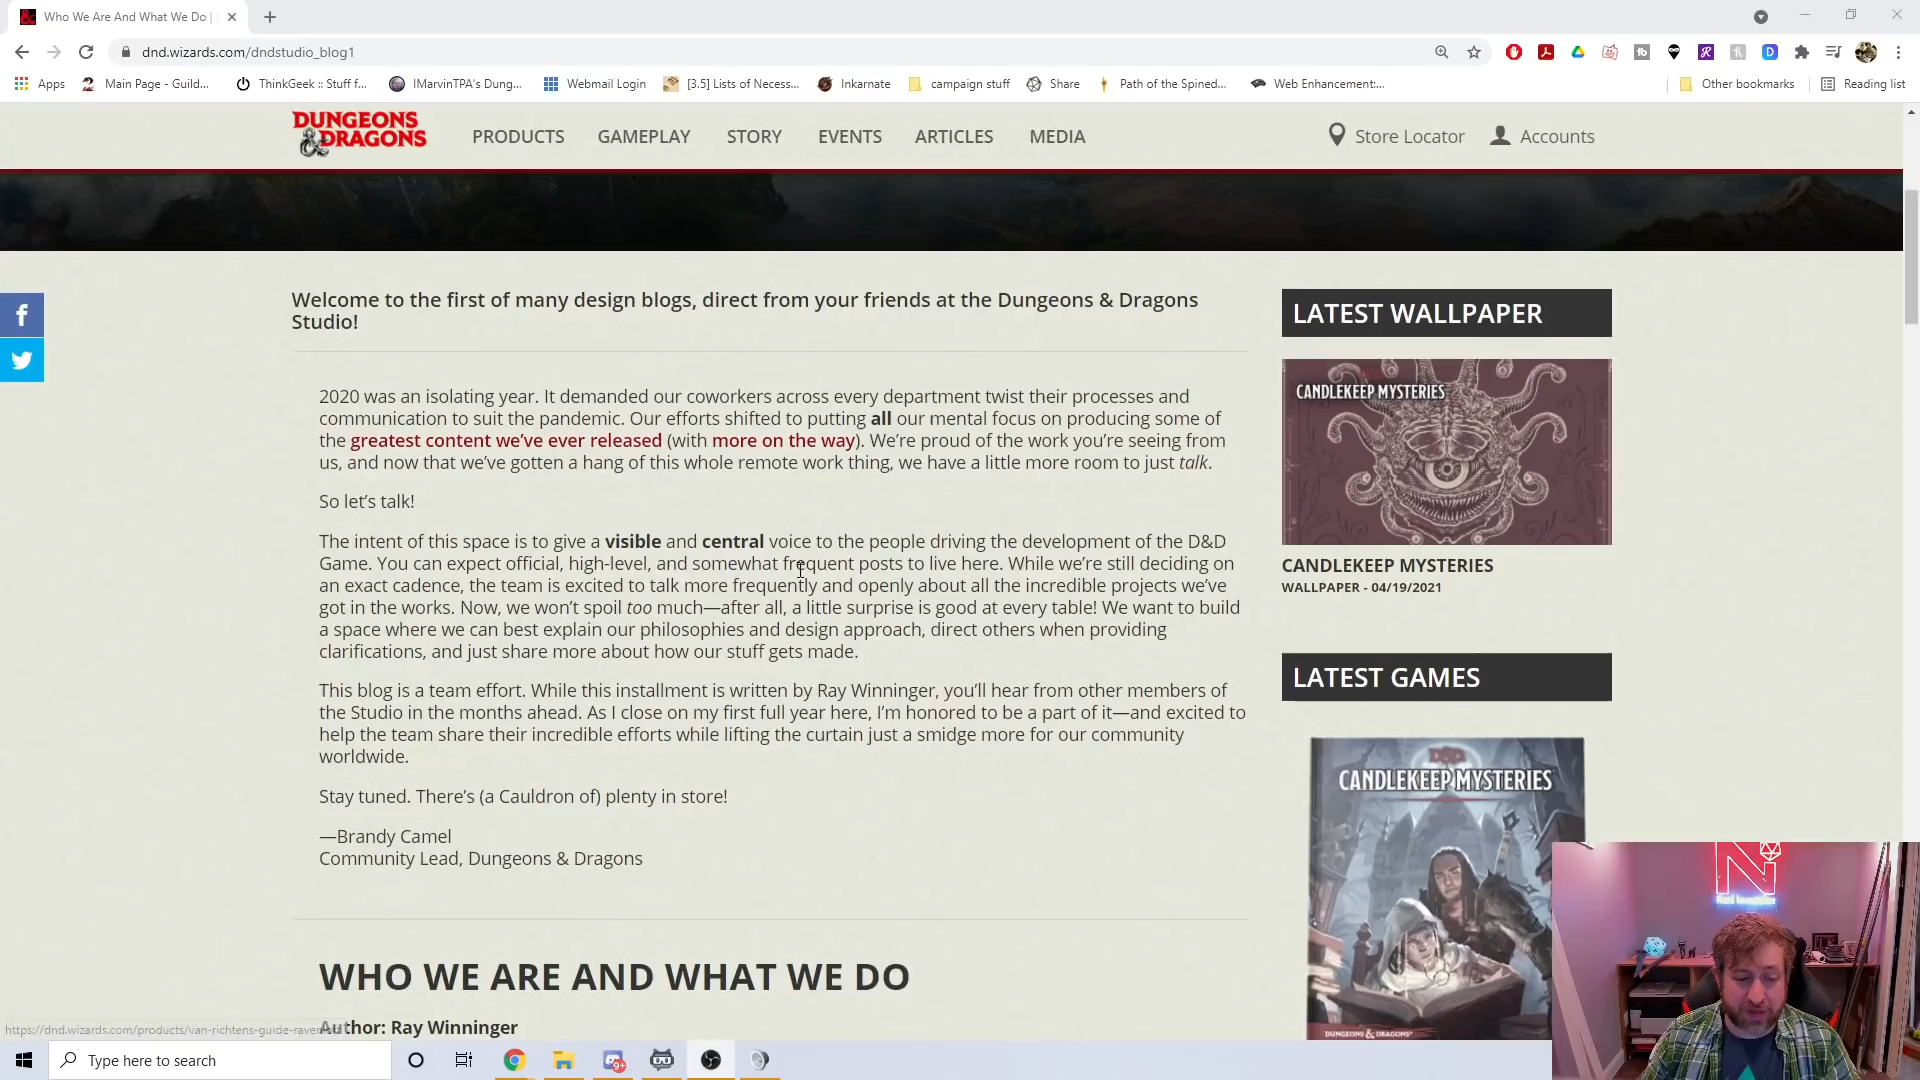 Who We Are And What We Do |
dnd.wizards.com/dndstudio_blog1
Apps
Main Page - Guild...
ThinkGeek :: Stuff f...
IMarvinTPA's Dung...
Webmail Login
[3.5] Lists of Necess...
Inkarnate
campaign stuff
Share
Path of the Spined...
Web Enhancement:...
Other bookmarks
Reading list
DUNGEONS & DRAGONS
PRODUCTS
GAMEPLAY
STORY
EVENTS
ARTICLES
MEDIA
Store Locator
Accounts
Welcome to the first of many design blogs, direct from your friends at the Dungeons & Dragons
Studio!
2020 was an isolating year. It demanded our coworkers across every department twist their processes and
communication to suit the pandemic. Our efforts shifted to putting all our mental focus on producing some of
the greatest content we've ever released (with more on the way). We're proud of the work you're seeing from
us, and now that we've gotten a hang of this whole remote work thing, we have a little more room to just talk.
So let's talk!
The intent of this space is to give a visible and central voice to the people driving the development of the D&D
Game. You can expect official, high-level, and somewhat frequent posts to live here. While we're still deciding on
an exact cadence, the team is excited to talk more frequently and openly about all the incredible projects we've
got in the works. Now, we won't spoil too much—after all, a little surprise is good at every table! We want to build
a space where we can best explain our philosophies and design approach, direct others when providing
clarifications, and just share more about how our stuff gets made.
This blog is a team effort. While this installment is written by Ray Winninger, you'll hear from other members of
the Studio in the months ahead. As I close on my first full year here, I'm honored to be a part of it—and excited to
help the team share their incredible efforts while lifting the curtain just a smidge more for our community
worldwide.
Stay tuned. There's (a Cauldron of) plenty in store!
—Brandy Camel
Community Lead, Dungeons & Dragons
WHO WE ARE AND WHAT WE DO
Author: Ray Winninger
LATEST WALLPAPER
CANDLEKEEP MYSTERIES
CANDLEKEEP MYSTERIES
WALLPAPER - 04/19/2021
LATEST GAMES
D&D
CANDLEKEEP MYSTERIES
DUNGEONS & DRAGONS
N
https://dnd.wizards.com/products/van-richtens-guide-raven
Type here to search
9+